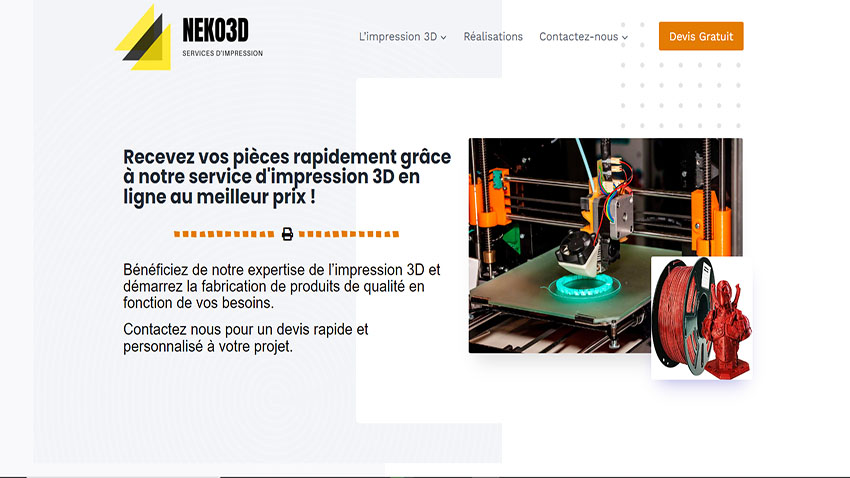 NEKO3D
SERVICES D'IMPRESSION
L'impression 3D
Réalisations
Contactez-nous
Devis Gratuit
Recevez vos pièces rapidement grâce
à notre service d'impression 3D en
ligne au meilleur prix !
Bénéficiez de notre expertise de l'impression 3D et
démarrez la fabrication de produits de qualité en
fonction de vos besoins.
Contactez nous pour un devis rapide et
personnalisé à votre projet.